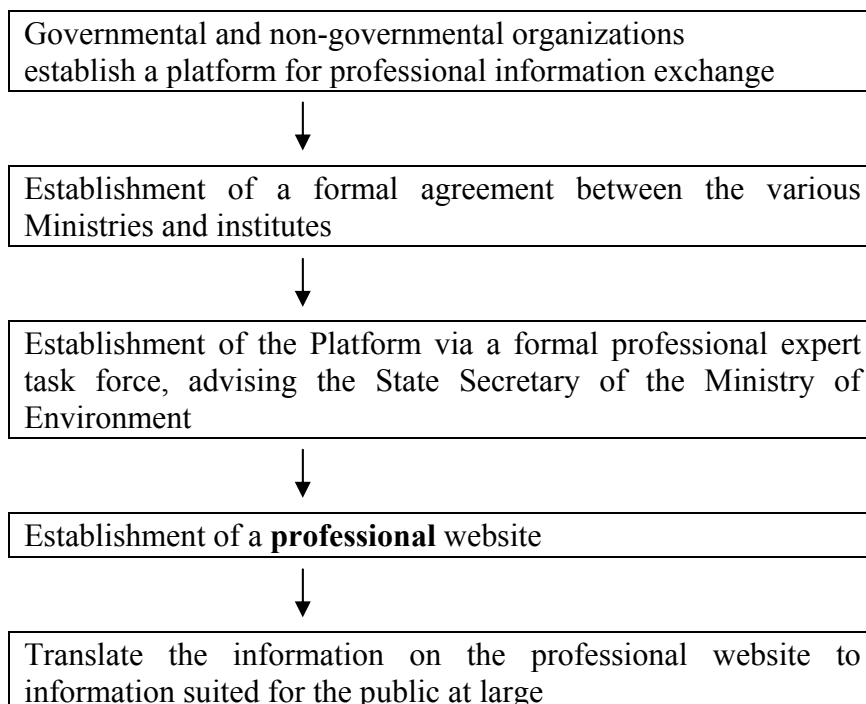 Governmental and non-governmental organizations
establish a platform for professional information exchange
Establishment of a formal agreement between the various
Ministries and institutes
Establishment of the Platform via a formal professional expert
task force, advising the State Secretary of the Ministry of
Environment
Establishment of a professional website
Translate the information on the professional website to
information suited for the public at large